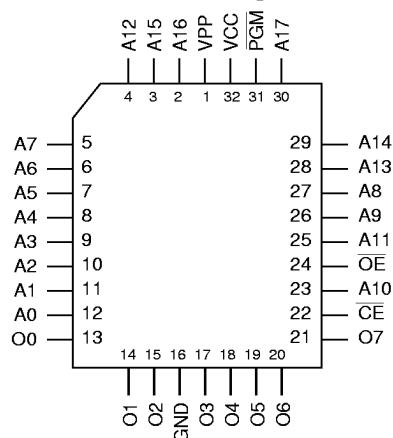 A12 A15 A16 VPP VCC PGM A17
4 3 2 1 32 31 30
A7 5 29 A14
A6 6 28 A13
A5 7 27 A8
A4 8 26 A9
A3 9 25 A11
A2 10 24 OE
A1 11 23 A10
A0 12 22 CE
O0 13 21 O7
14 15 16 17 18 19 20
O1 O2 GND O3 O4 O5 O6